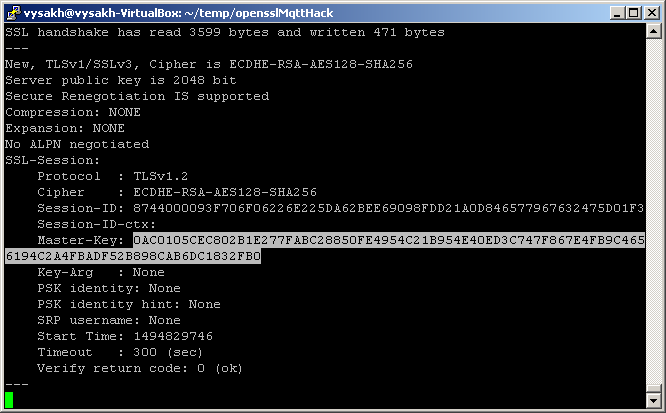 vysakh@vysakh-VirtualBox: ~/temp/opensslMqttHack
SSL handshake has read 3599 bytes and written 471 bytes
---
New, TLSv1/SSLv3, Cipher is ECDHE-RSA-AES128-SHA256
Server public key is 2048 bit
Secure Renegotiation IS supported
Compression: NONE
Expansion: NONE
No ALPN negotiated
SSL-Session:
    Protocol  : TLSv1.2
    Cipher    : ECDHE-RSA-AES128-SHA256
    Session-ID: 8744000093F706F06226E225DA62BEE69098FDD21A0D846577967632475D01F3
    Session-ID-ctx:
    Master-Key: 0AC0105CEC802B1E277FABC28850FE4954C21B954E40ED3C747F867E4FB9C465
6194C2A4FBADF52B898CAB6DC1832FB0
    Key-Arg   : None
    PSK identity: None
    PSK identity hint: None
    SRP username: None
    Start Time: 1494829746
    Timeout   : 300 (sec)
    Verify return code: 0 (ok)
---